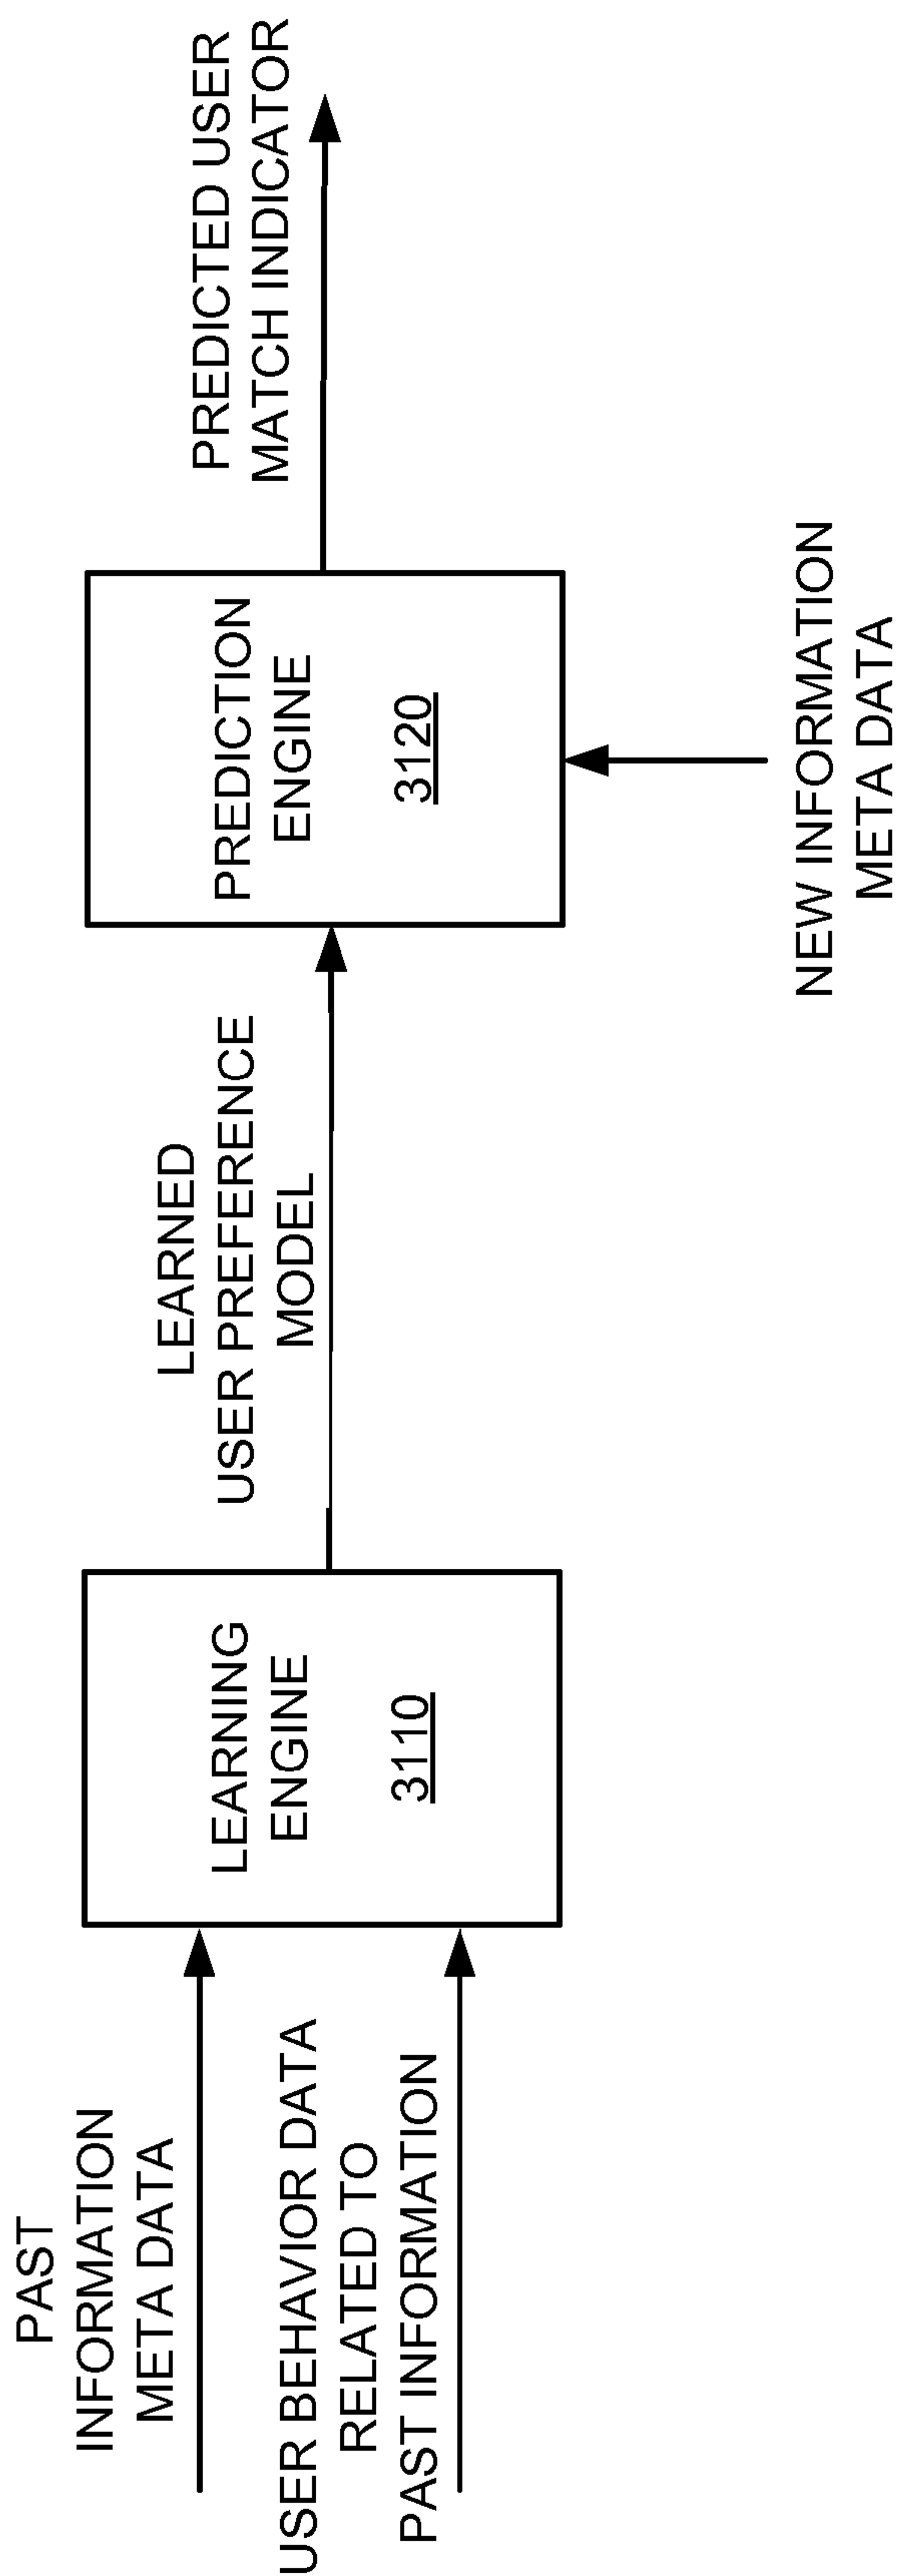 PAST
INFORMATION
META DATA
USER BEHAVIOR DATA
RELATED TO
PAST INFORMATION
LEARNING
ENGINE
3110
LEARNED
USER PREFERENCE
MODEL
PREDICTION
ENGINE
3120
NEW INFORMATION
META DATA
PREDICTED USER
MATCH INDICATOR